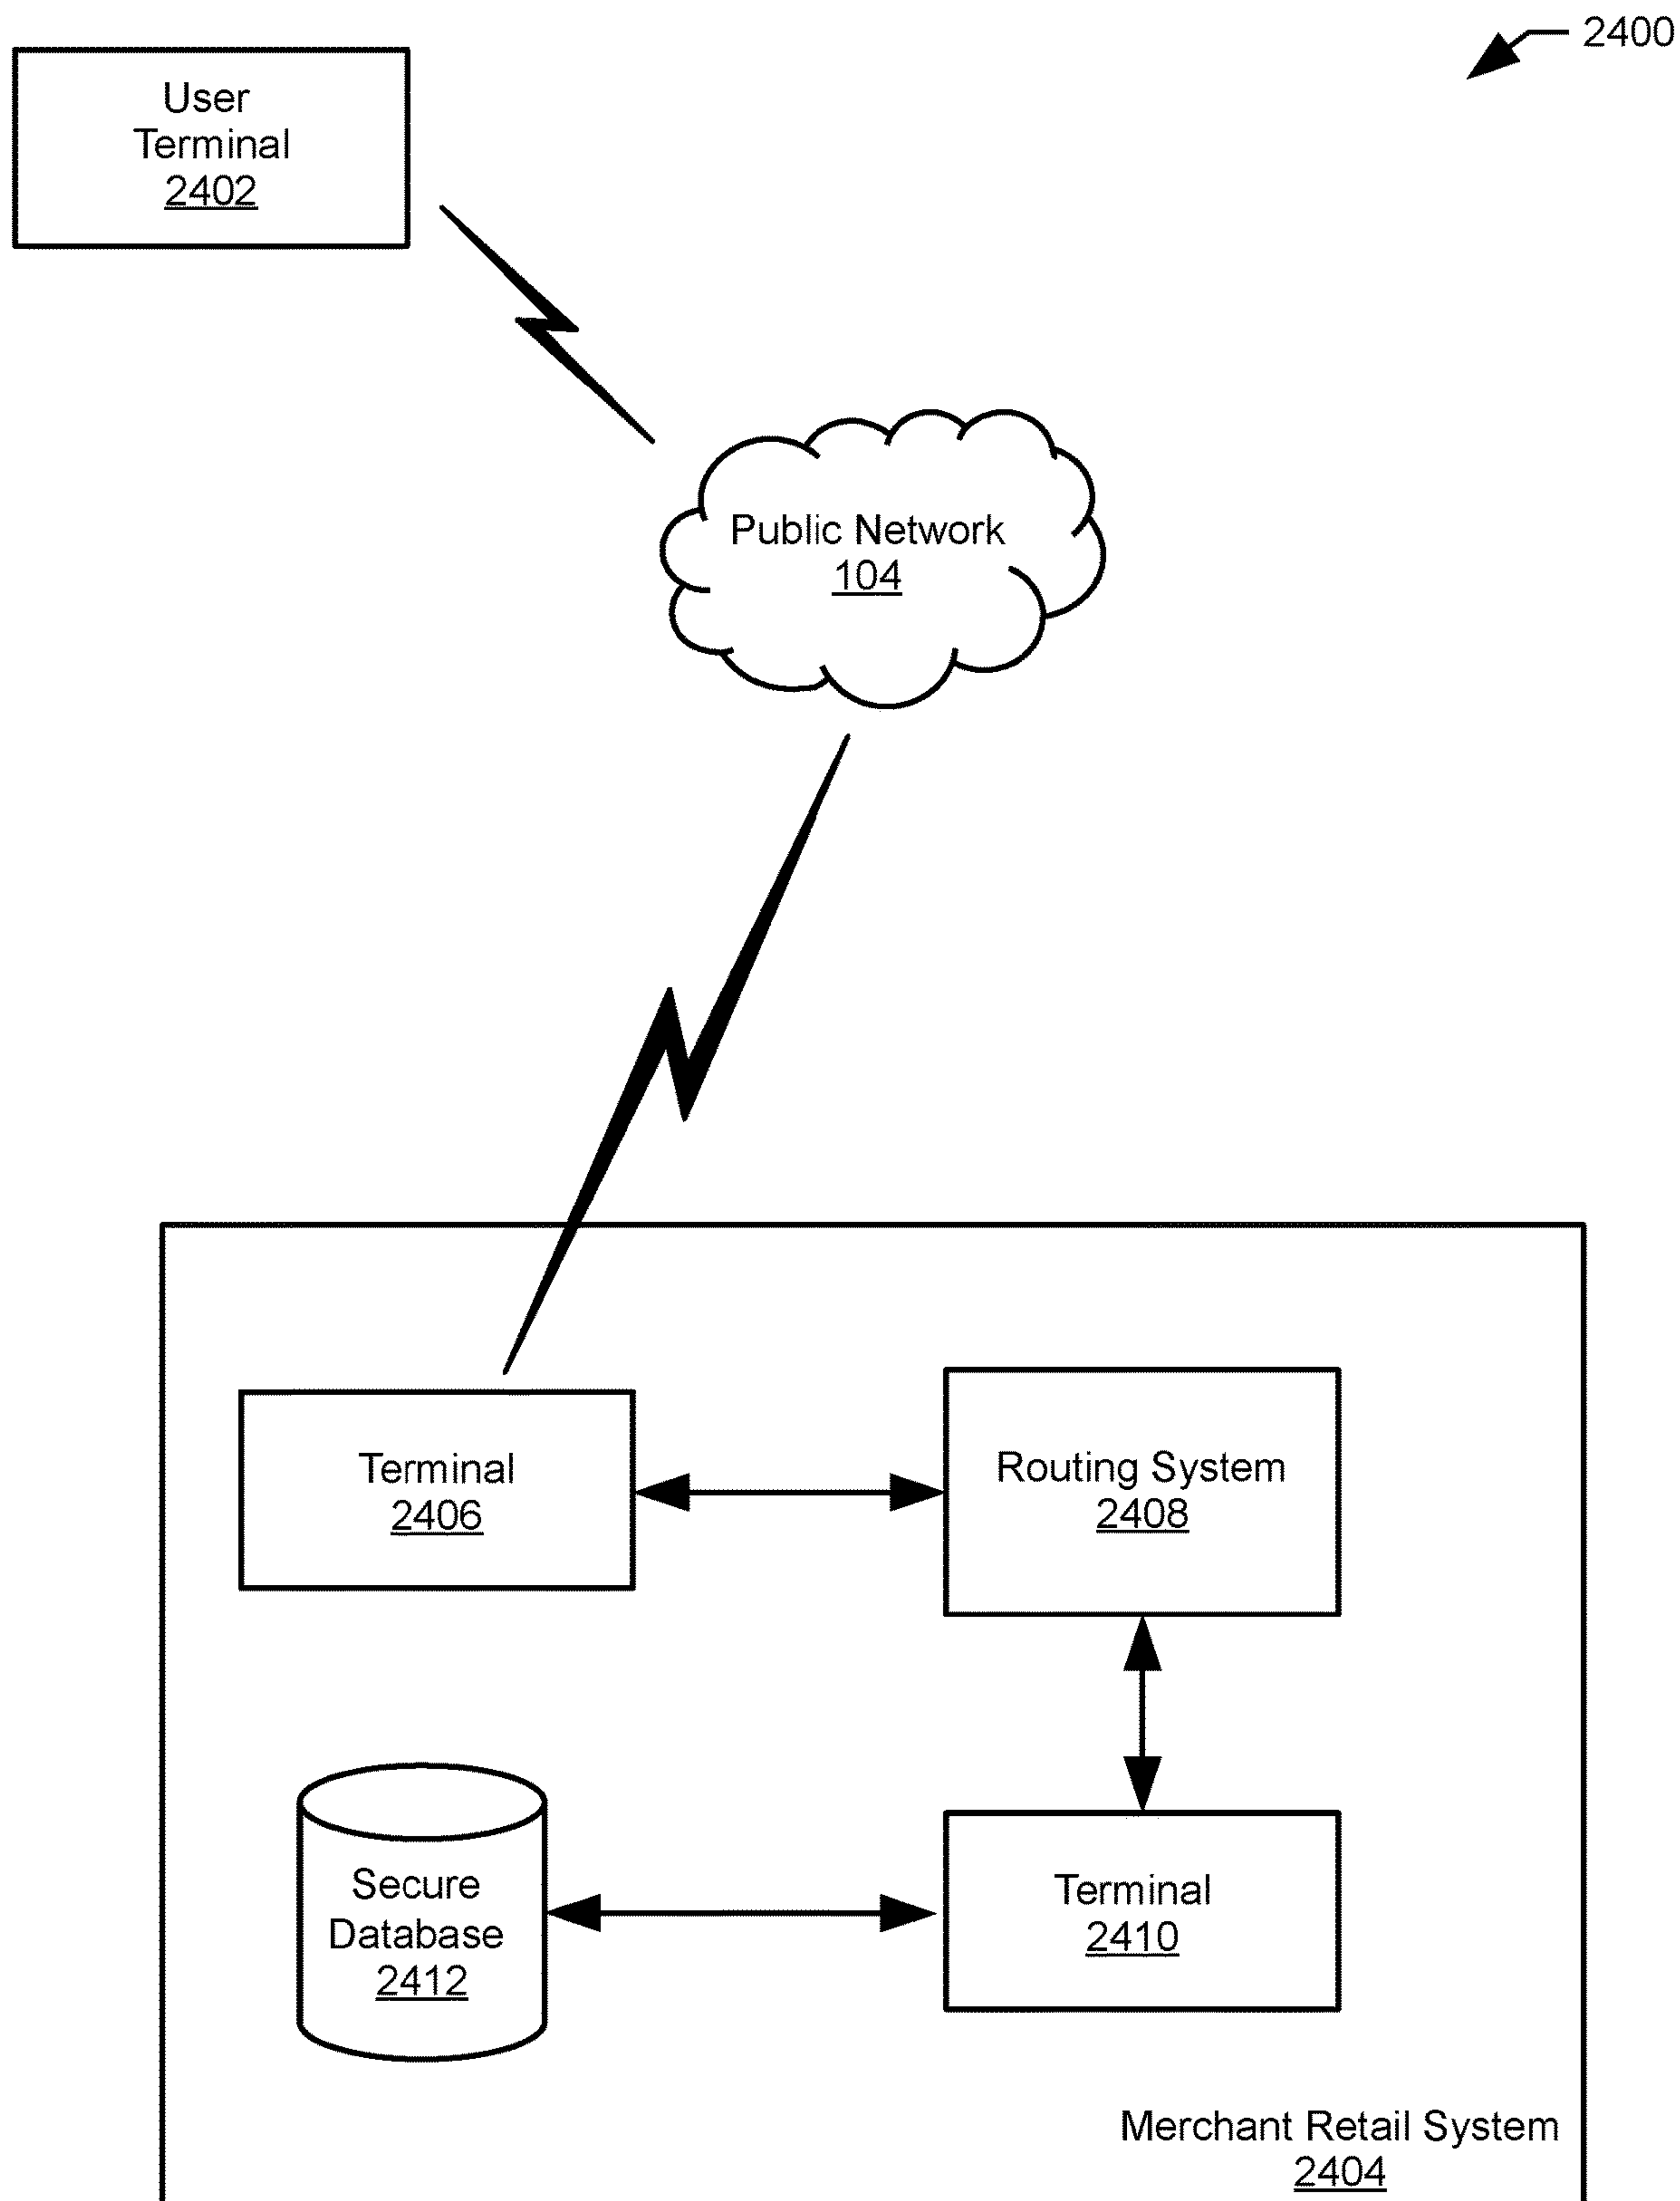 2400
User
Terminal
2402
Public Network
104
Terminal
2406
Routing System
2408
Secure
Database
2412
Terminal
2410
Merchant Retail System
2404